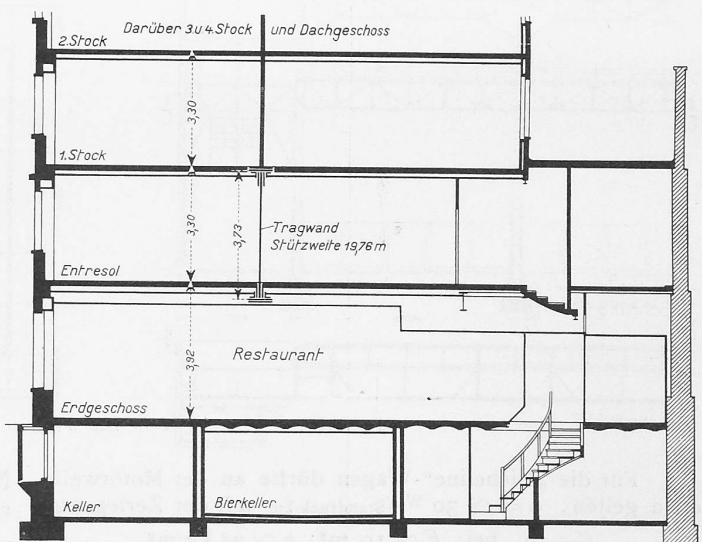 Darüber 3.u 4.Stock und Dachgeschoss
2.Stock
3,30
1.Stock
3,30
3,73
Tragwand
Stützweite 19,76 m
Entresol
3,92
Restaurant
Erdgeschoss
Keller
Bierkeller